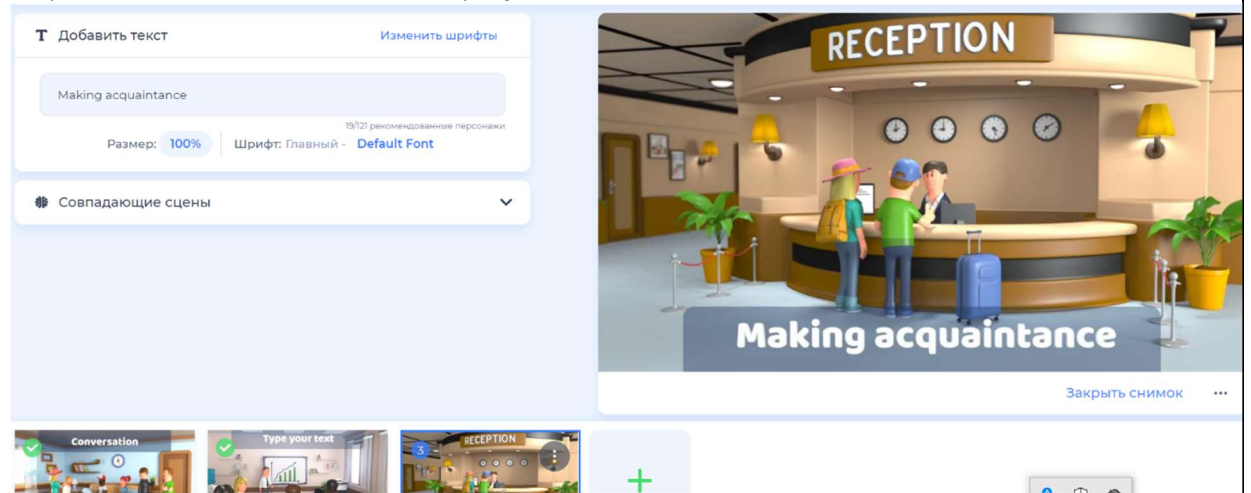 T Добавить текст
Изменить шрифты
Making acquaintance
19/121 рекомендованные персонажи
Размер: 100% Шрифт: Главный - Default Font
Совпадающие сцены
RECEPTION
Making acquaintance
Закрыть снимок ...
Conversation
Type your text
3
RECEPTION